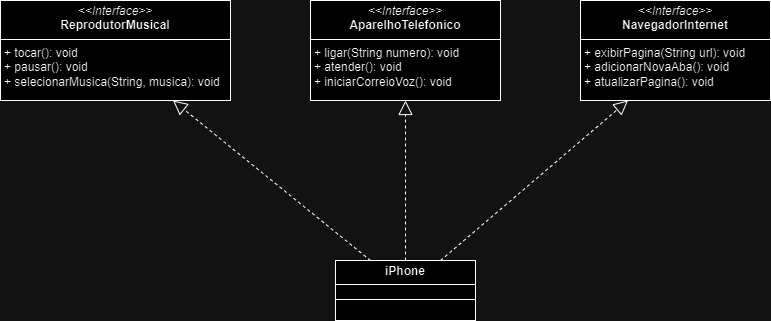 <<Interface>>
ReprodutorMusical
+ tocar(): void
+ pausar(): void
+ selecionarMusica(String, musica): void
<<Interface>>
AparelhoTelefonico
+ ligar(String numero): void
+ atender(): void
+ iniciarCorreioVoz(): void
<<Interface>>
NavegadorInternet
+ exibirPagina(String url): void
+ adicionarNovaAba(): void
+ atualizarPagina(): void
iPhone